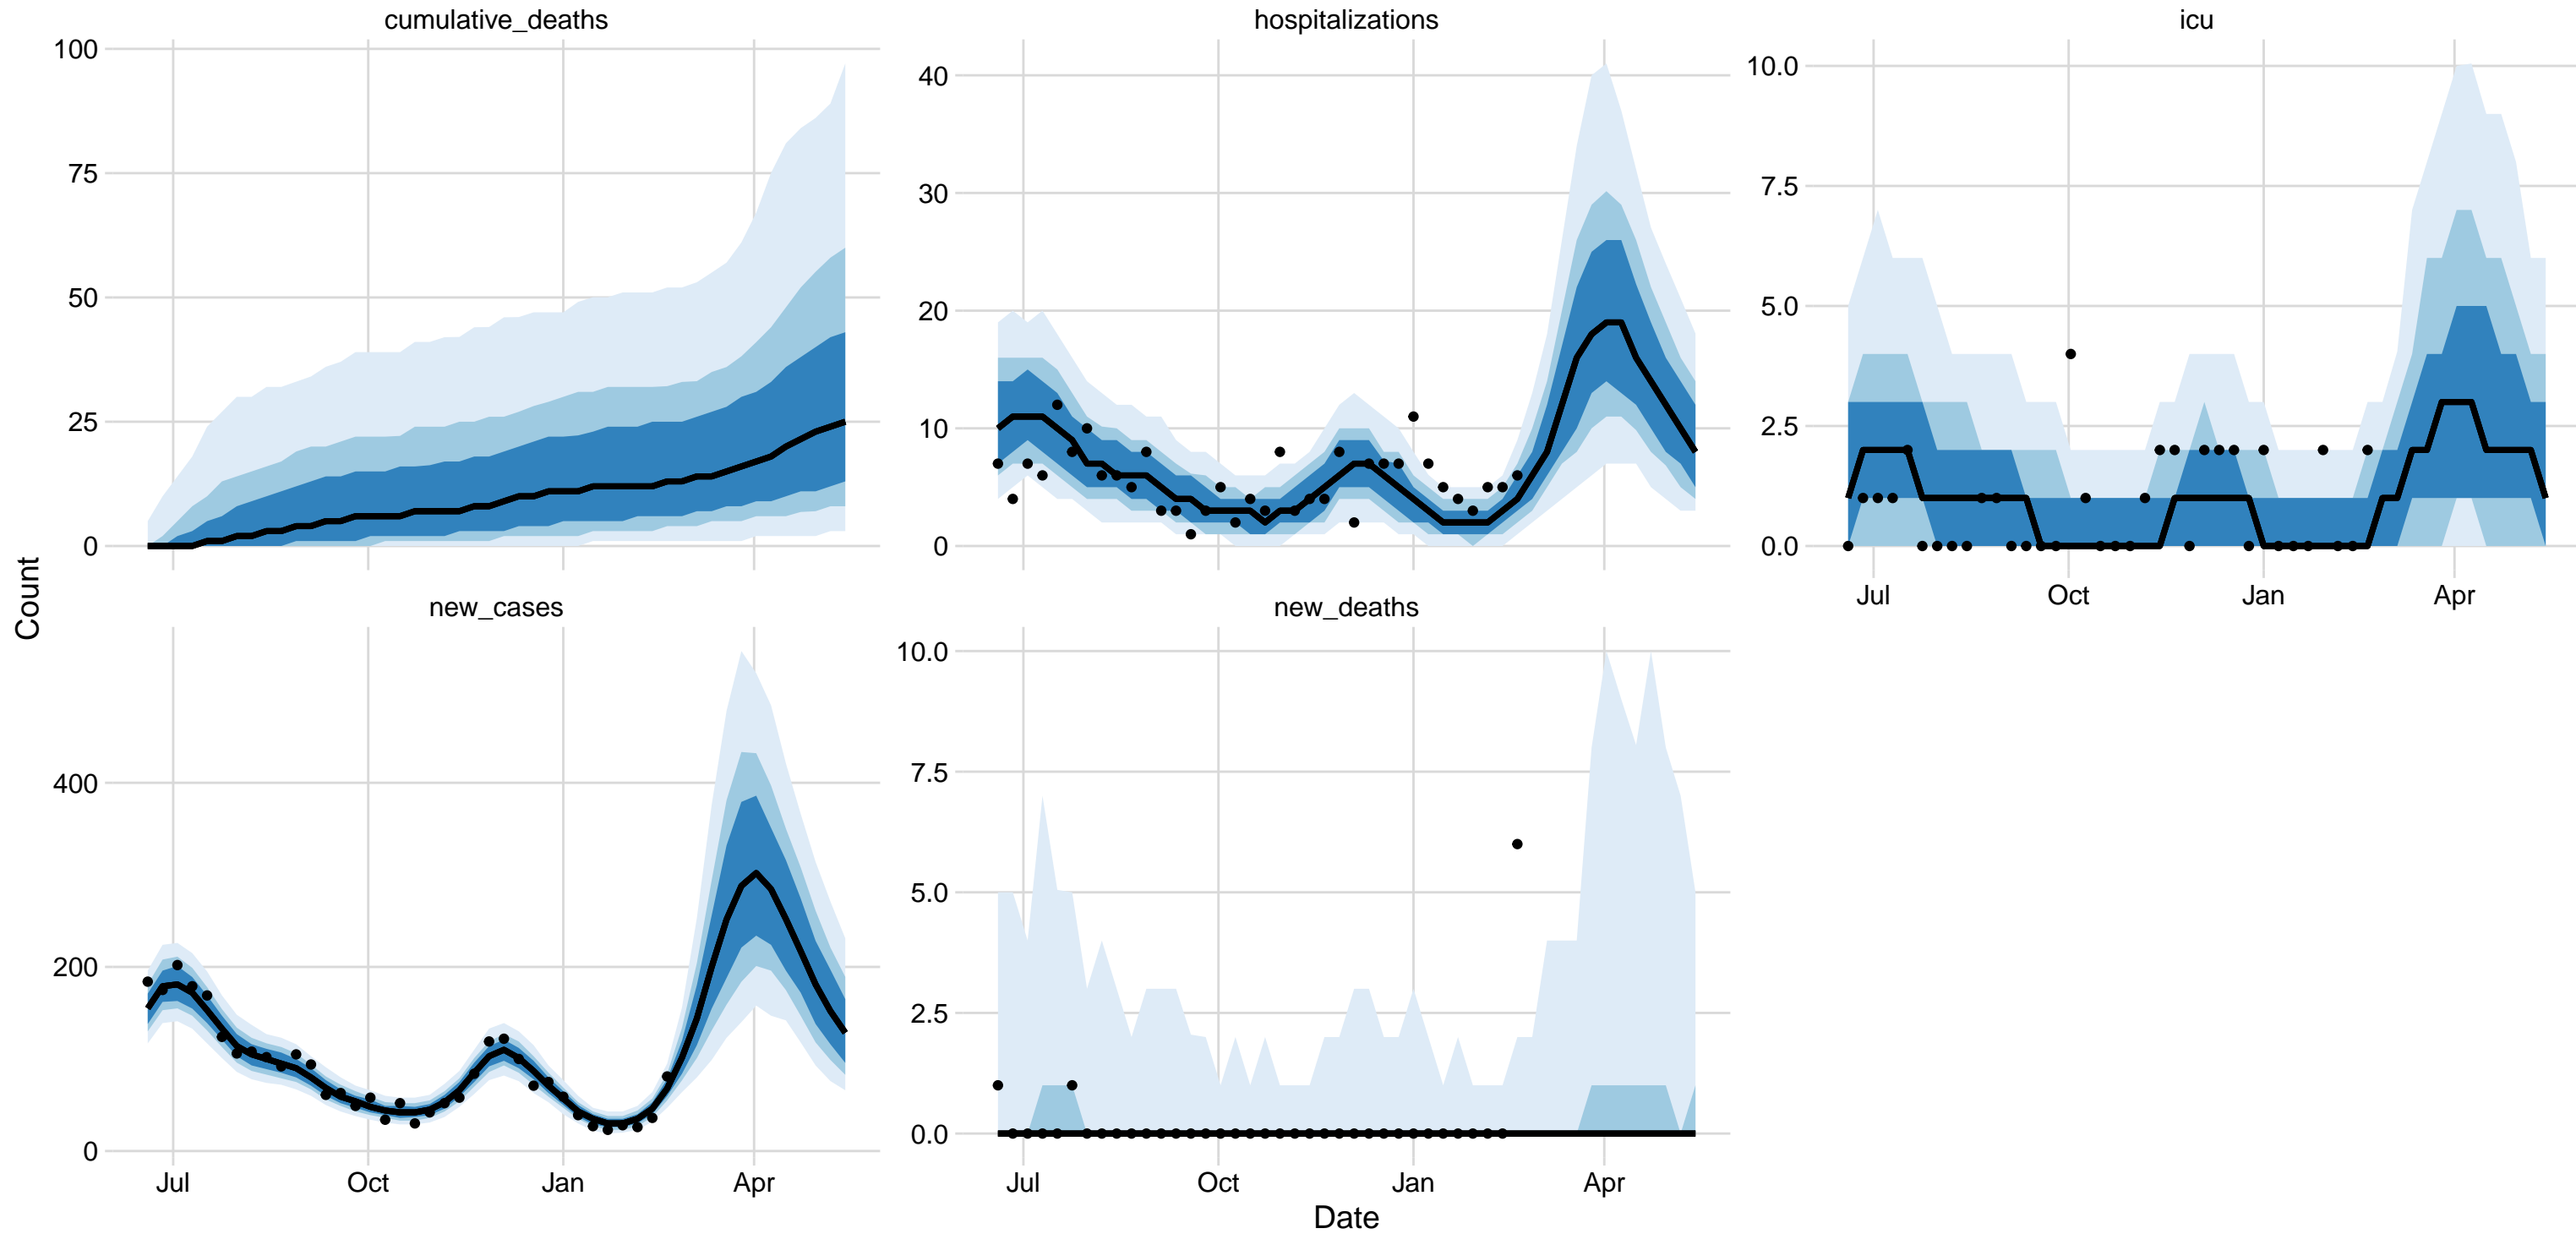 cumulative_deaths
hospitalizations
icu
100
75
50
25
0
40
30
20
10
0
10.0
7.5
5.0
2.5
0.0
Jul Oct Jan Apr
Count
new_cases
new_deaths
400
200
0
10.0
7.5
5.0
2.5
0.0
Jul Oct Jan Apr
Jul Oct Jan Apr
Date